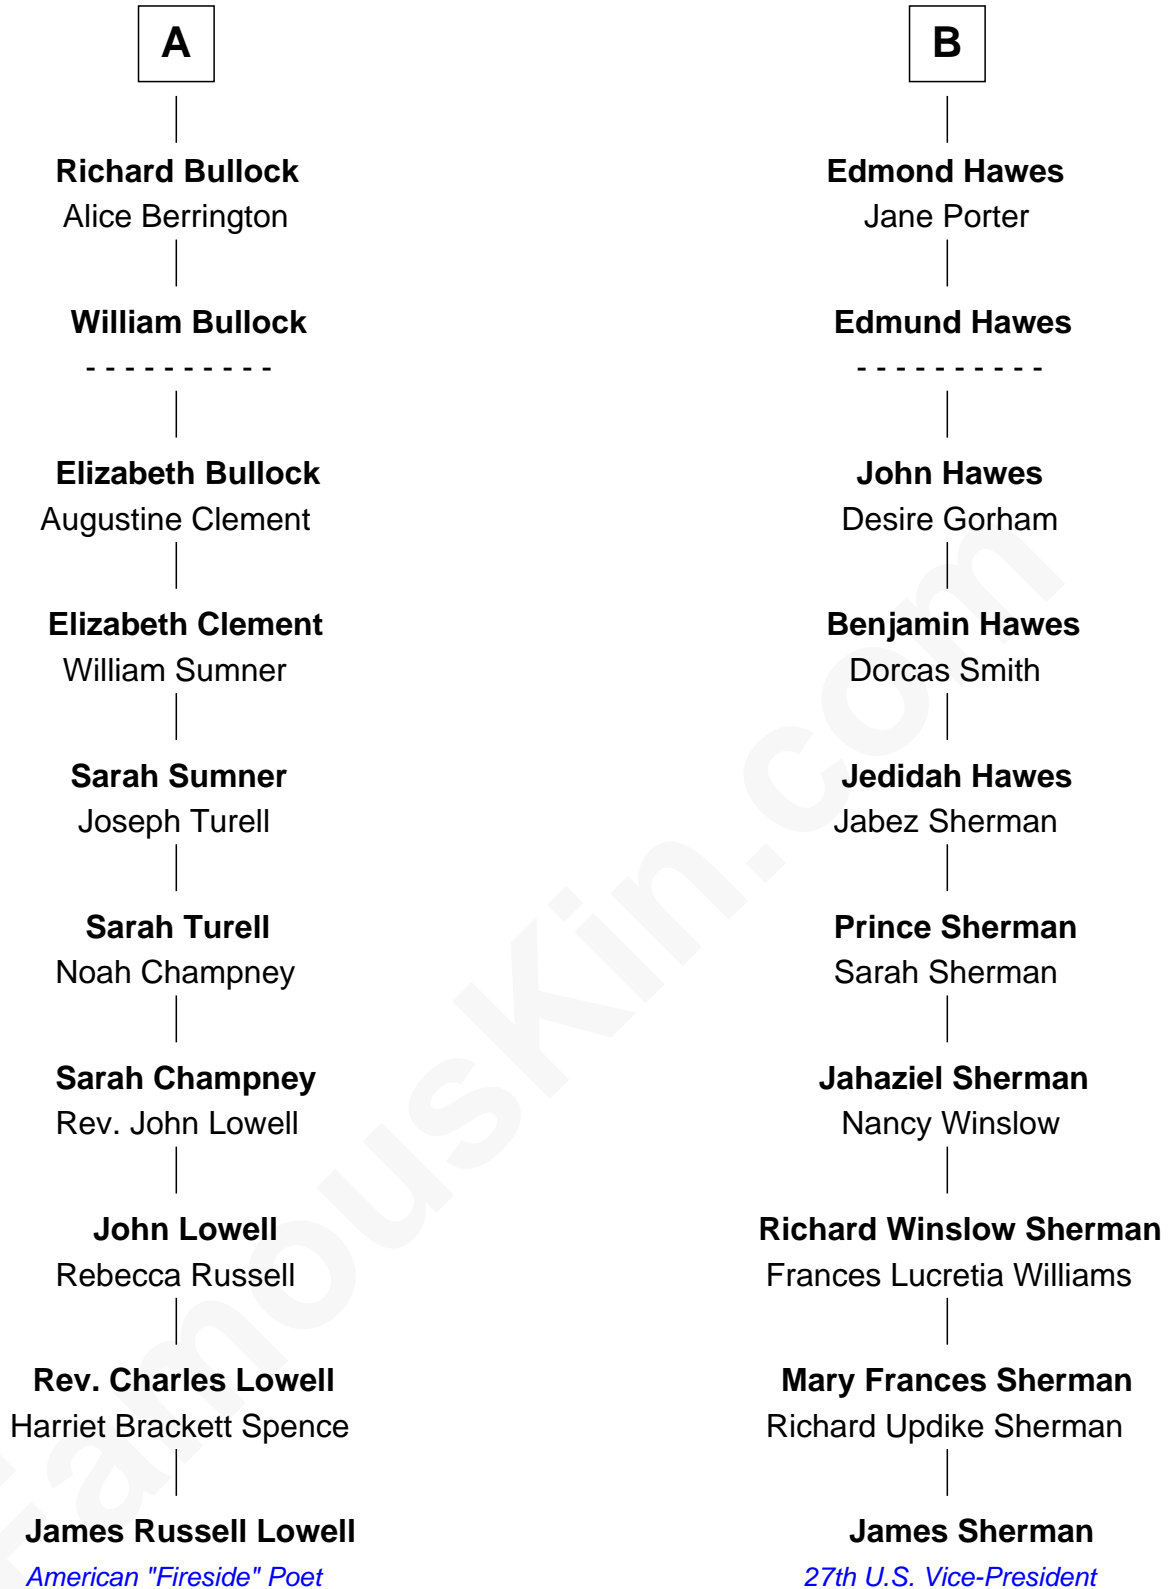 A
Richard Bullock
Alice Berrington
William Bullock
- - - - - - - - - -
Elizabeth Bullock
Augustine Clement
Elizabeth Clement
William Sumner
Sarah Sumner
Joseph Turell
Sarah Turell
Noah Champney
Sarah Champney
Rev. John Lowell
John Lowell
Rebecca Russell
Rev. Charles Lowell
Harriet Brackett Spence
James Russell Lowell
American "Fireside" Poet
B
Edmond Hawes
Jane Porter
Edmund Hawes
- - - - - - - - - -
John Hawes
Desire Gorham
Benjamin Hawes
Dorcas Smith
Jedidah Hawes
Jabez Sherman
Prince Sherman
Sarah Sherman
Jahaziel Sherman
Nancy Winslow
Richard Winslow Sherman
Frances Lucretia Williams
Mary Frances Sherman
Richard Updike Sherman
James Sherman
27th U.S. Vice-President
FamousKin.com